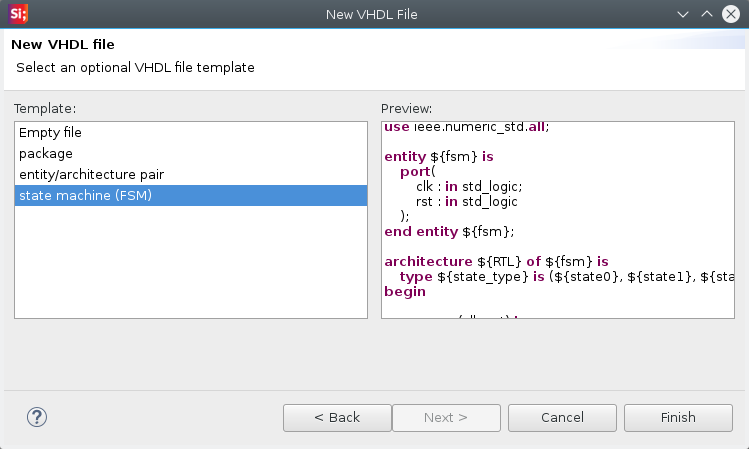 Si;
New VHDL File
New VHDL file
Select an optional VHDL file template
Template:
Preview:
Empty file
package
entity/architecture pair
state machine (FSM)
use ieee.numeric_std.all;
entity ${fsm} is
port(
clk : in std_logic;
rst : in std_logic
);
end entity ${fsm};
architecture ${RTL} of ${fsm} is
type ${state_type} is (${state0}, ${state1}, ${sta
begin
?
< Back
Next >
Cancel
Finish